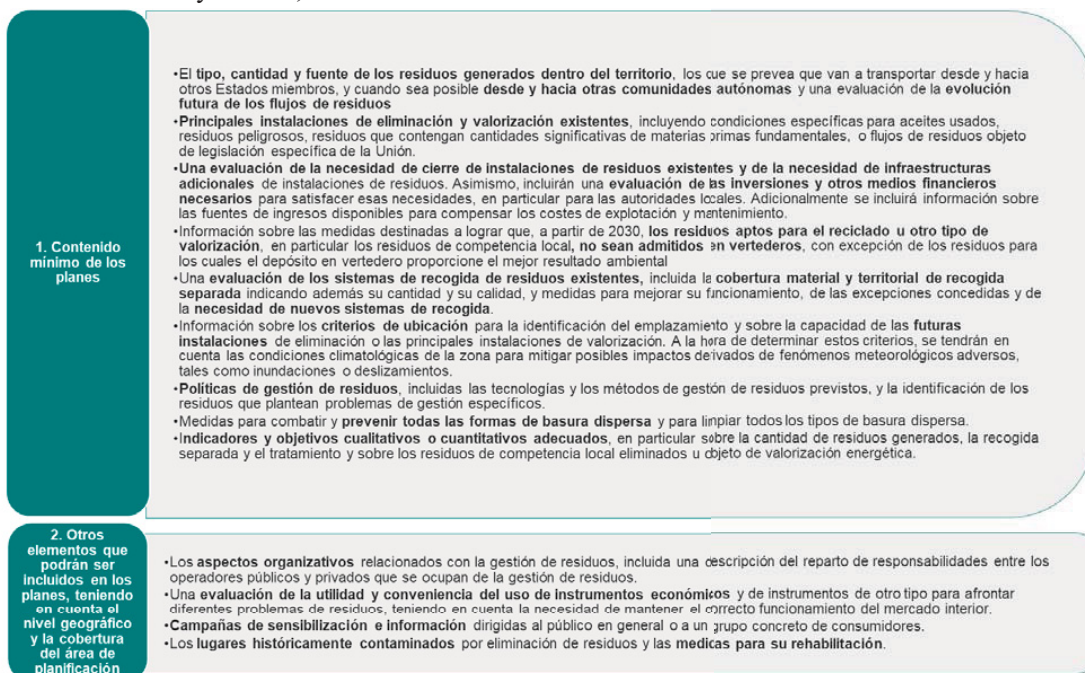 1. Contenido
mínimo de los
planes
•El tipo, cantidad y fuente de los residuos generados dentro del territorio, los que se prevea que van a transportar desde y hacia
otros Estados miembros, y cuando sea posible desde y hacia otras comunidades autónomas y una evaluación de la evolución
futura de los flujos de residuos
•Principales instalaciones de eliminación y valorización existentes, incluyendo condiciones específicas para aceites usados,
residuos peligrosos, residuos que contengan cantidades significativas de materias primas fundamentales, o flujos de residuos objeto
de legislación específica de la Unión.
•Una evaluación de la necesidad de cierre de instalaciones de residuos existentes y de la necesidad de infraestructuras
adicionales de instalaciones de residuos. Asimismo, incluirán una evaluación de las inversiones y otros medios financieros
necesarios para satisfacer esas necesidades, en particular para las autoridades locales. Adicionalmente se incluirá información sobre
las fuentes de ingresos disponibles para compensar los costes de explotación y mantenimiento.
•Información sobre las medidas destinadas a lograr que, a partir de 2030, los residuos aptos para el reciclado u otro tipo de
valorización, en particular los residuos de competencia local, no sean admitidos en vertederos, con excepción de los residuos para
los cuales el depósito en vertedero proporcione el mejor resultado ambiental
•Una evaluación de los sistemas de recogida de residuos existentes, incluida la cobertura material y territorial de recogida
separada indicando además su cantidad y su calidad, y medidas para mejorar su funcionamiento, de las excepciones concedidas y de
la necesidad de nuevos sistemas de recogida.
•Información sobre los criterios de ubicación para la identificación del emplazamiento y sobre la capacidad de las futuras
instalaciones de eliminación o las principales instalaciones de valorización. A la hora de determinar estos criterios, se tendrán en
cuenta las condiciones climatológicas de la zona para mitigar posibles impactos derivados de fenómenos meteorológicos adversos,
tales como inundaciones o deslizamientos.
•Políticas de gestión de residuos, incluidas las tecnologías y los métodos de gestión de residuos previstos, y la identificación de los
residuos que plantean problemas de gestión específicos.
•Medidas para combatir y prevenir todas las formas de basura dispersa y para limpiar todos los tipos de basura dispersa.
•Indicadores y objetivos cualitativos o cuantitativos adecuados, en particular sobre la cantidad de residuos generados, la recogida
separada y el tratamiento y sobre los residuos de competencia local eliminados u objeto de valorización energética.
2. Otros
elementos que
podrán ser
incluidos en los
planes, teniendo
en cuenta el
nivel geográfico
y la cobertura
del área de
planificación
•Los aspectos organizativos relacionados con la gestión de residuos, incluida una descripción del reparto de responsabilidades entre los
operadores públicos y privados que se ocupan de la gestión de residuos.
•Una evaluación de la utilidad y conveniencia del uso de instrumentos económicos y de instrumentos de otro tipo para afrontar
diferentes problemas de residuos, teniendo en cuenta la necesidad de mantener el correcto funcionamiento del mercado interior.
•Campañas de sensibilización e información dirigidas al público en general o a un grupo concreto de consumidores.
•Los lugares históricamente contaminados por eliminación de residuos y las medicas para su rehabilitación.